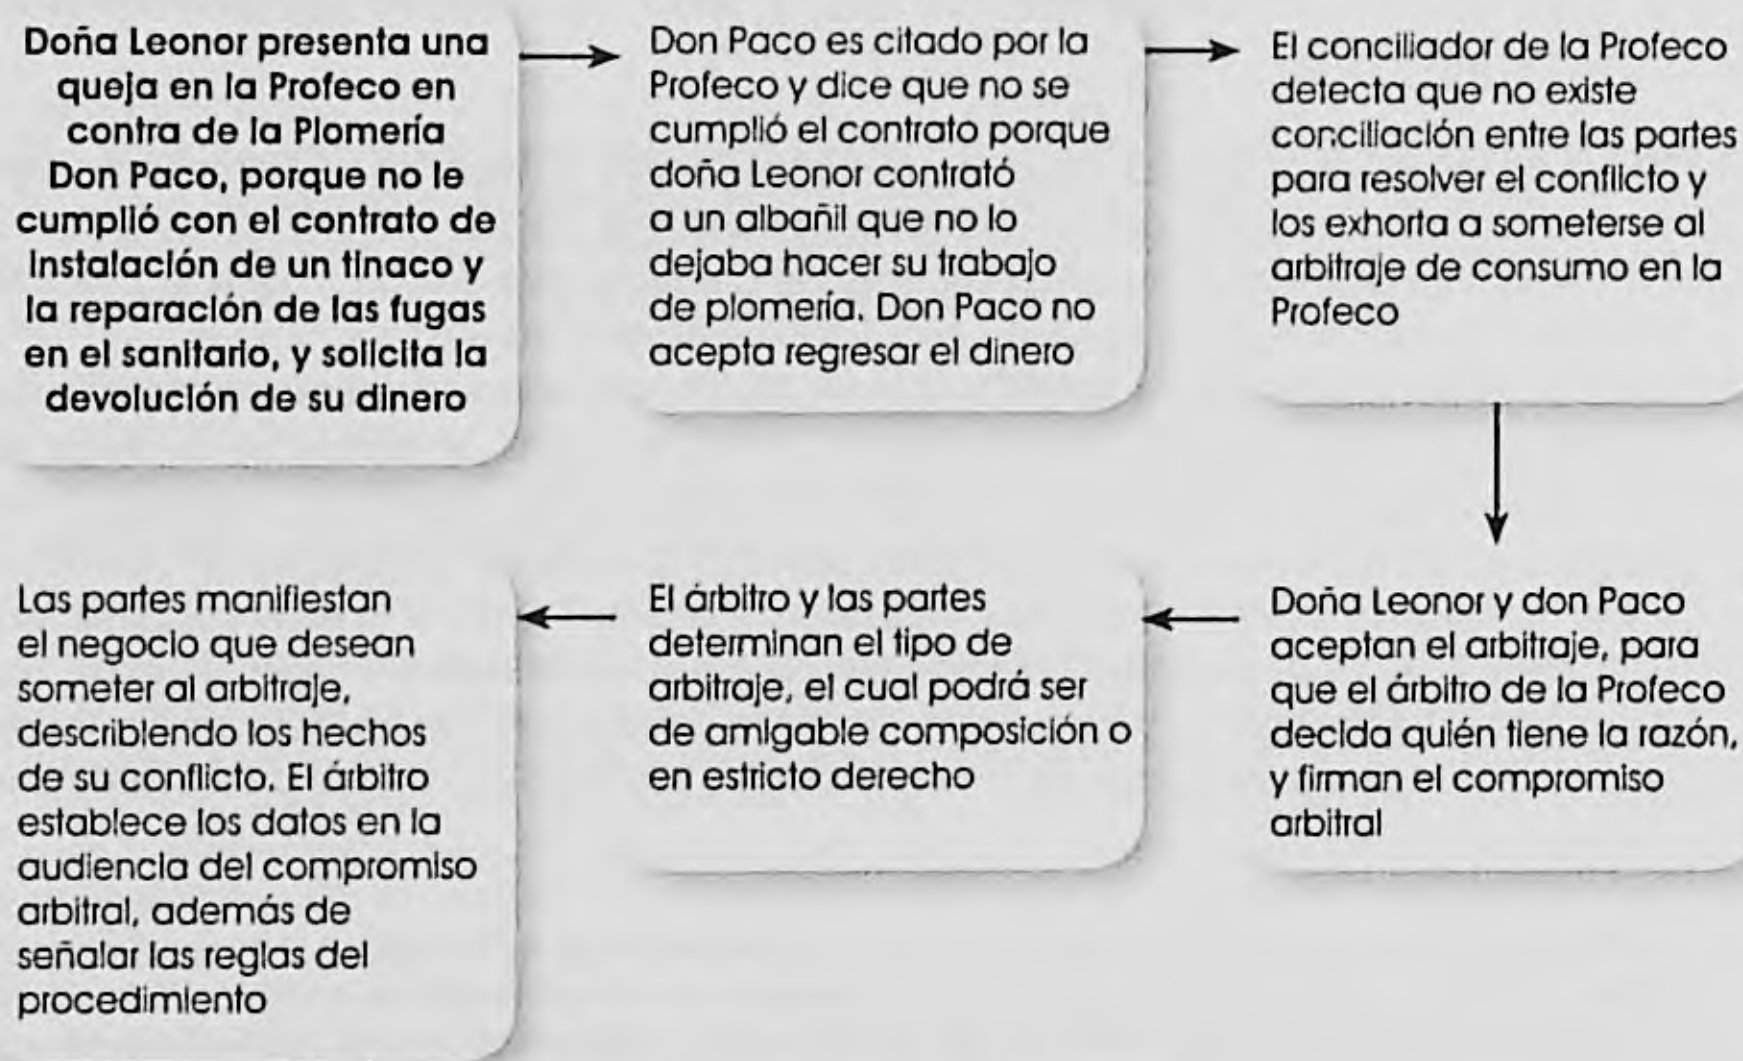 Doña Leonor presenta una
queja en la Profeco en
contra de la Plomería
Don Paco, porque no le
cumplió con el contrato de
instalación de un tinaco y
la reparación de las fugas
en el sanitario, y solicita la
devolución de su dinero
Don Paco es citado por la
Profeco y dice que no se
cumplió el contrato porque
doña Leonor contrató
a un albañil que no lo
dejaba hacer su trabajo
de plomería. Don Paco no
acepta regresar el dinero
El conciliador de la Profeco
detecta que no existe
conciliación entre las partes
para resolver el conflicto y
los exhorta a someterse al
arbitraje de consumo en la
Profeco
Doña Leonor y don Paco
aceptan el arbitraje, para
que el árbitro de la Profeco
decida quién tiene la razón,
y firman el compromiso
arbitral
El árbitro y las partes
determinan el tipo de
arbitraje, el cual podrá ser
de amigable composición o
en estricto derecho
Las partes manifiestan
el negocio que desean
someter al arbitraje,
describiendo los hechos
de su conflicto. El árbitro
establece los datos en la
audiencia del compromiso
arbitral, además de
señalar las reglas del
procedimiento